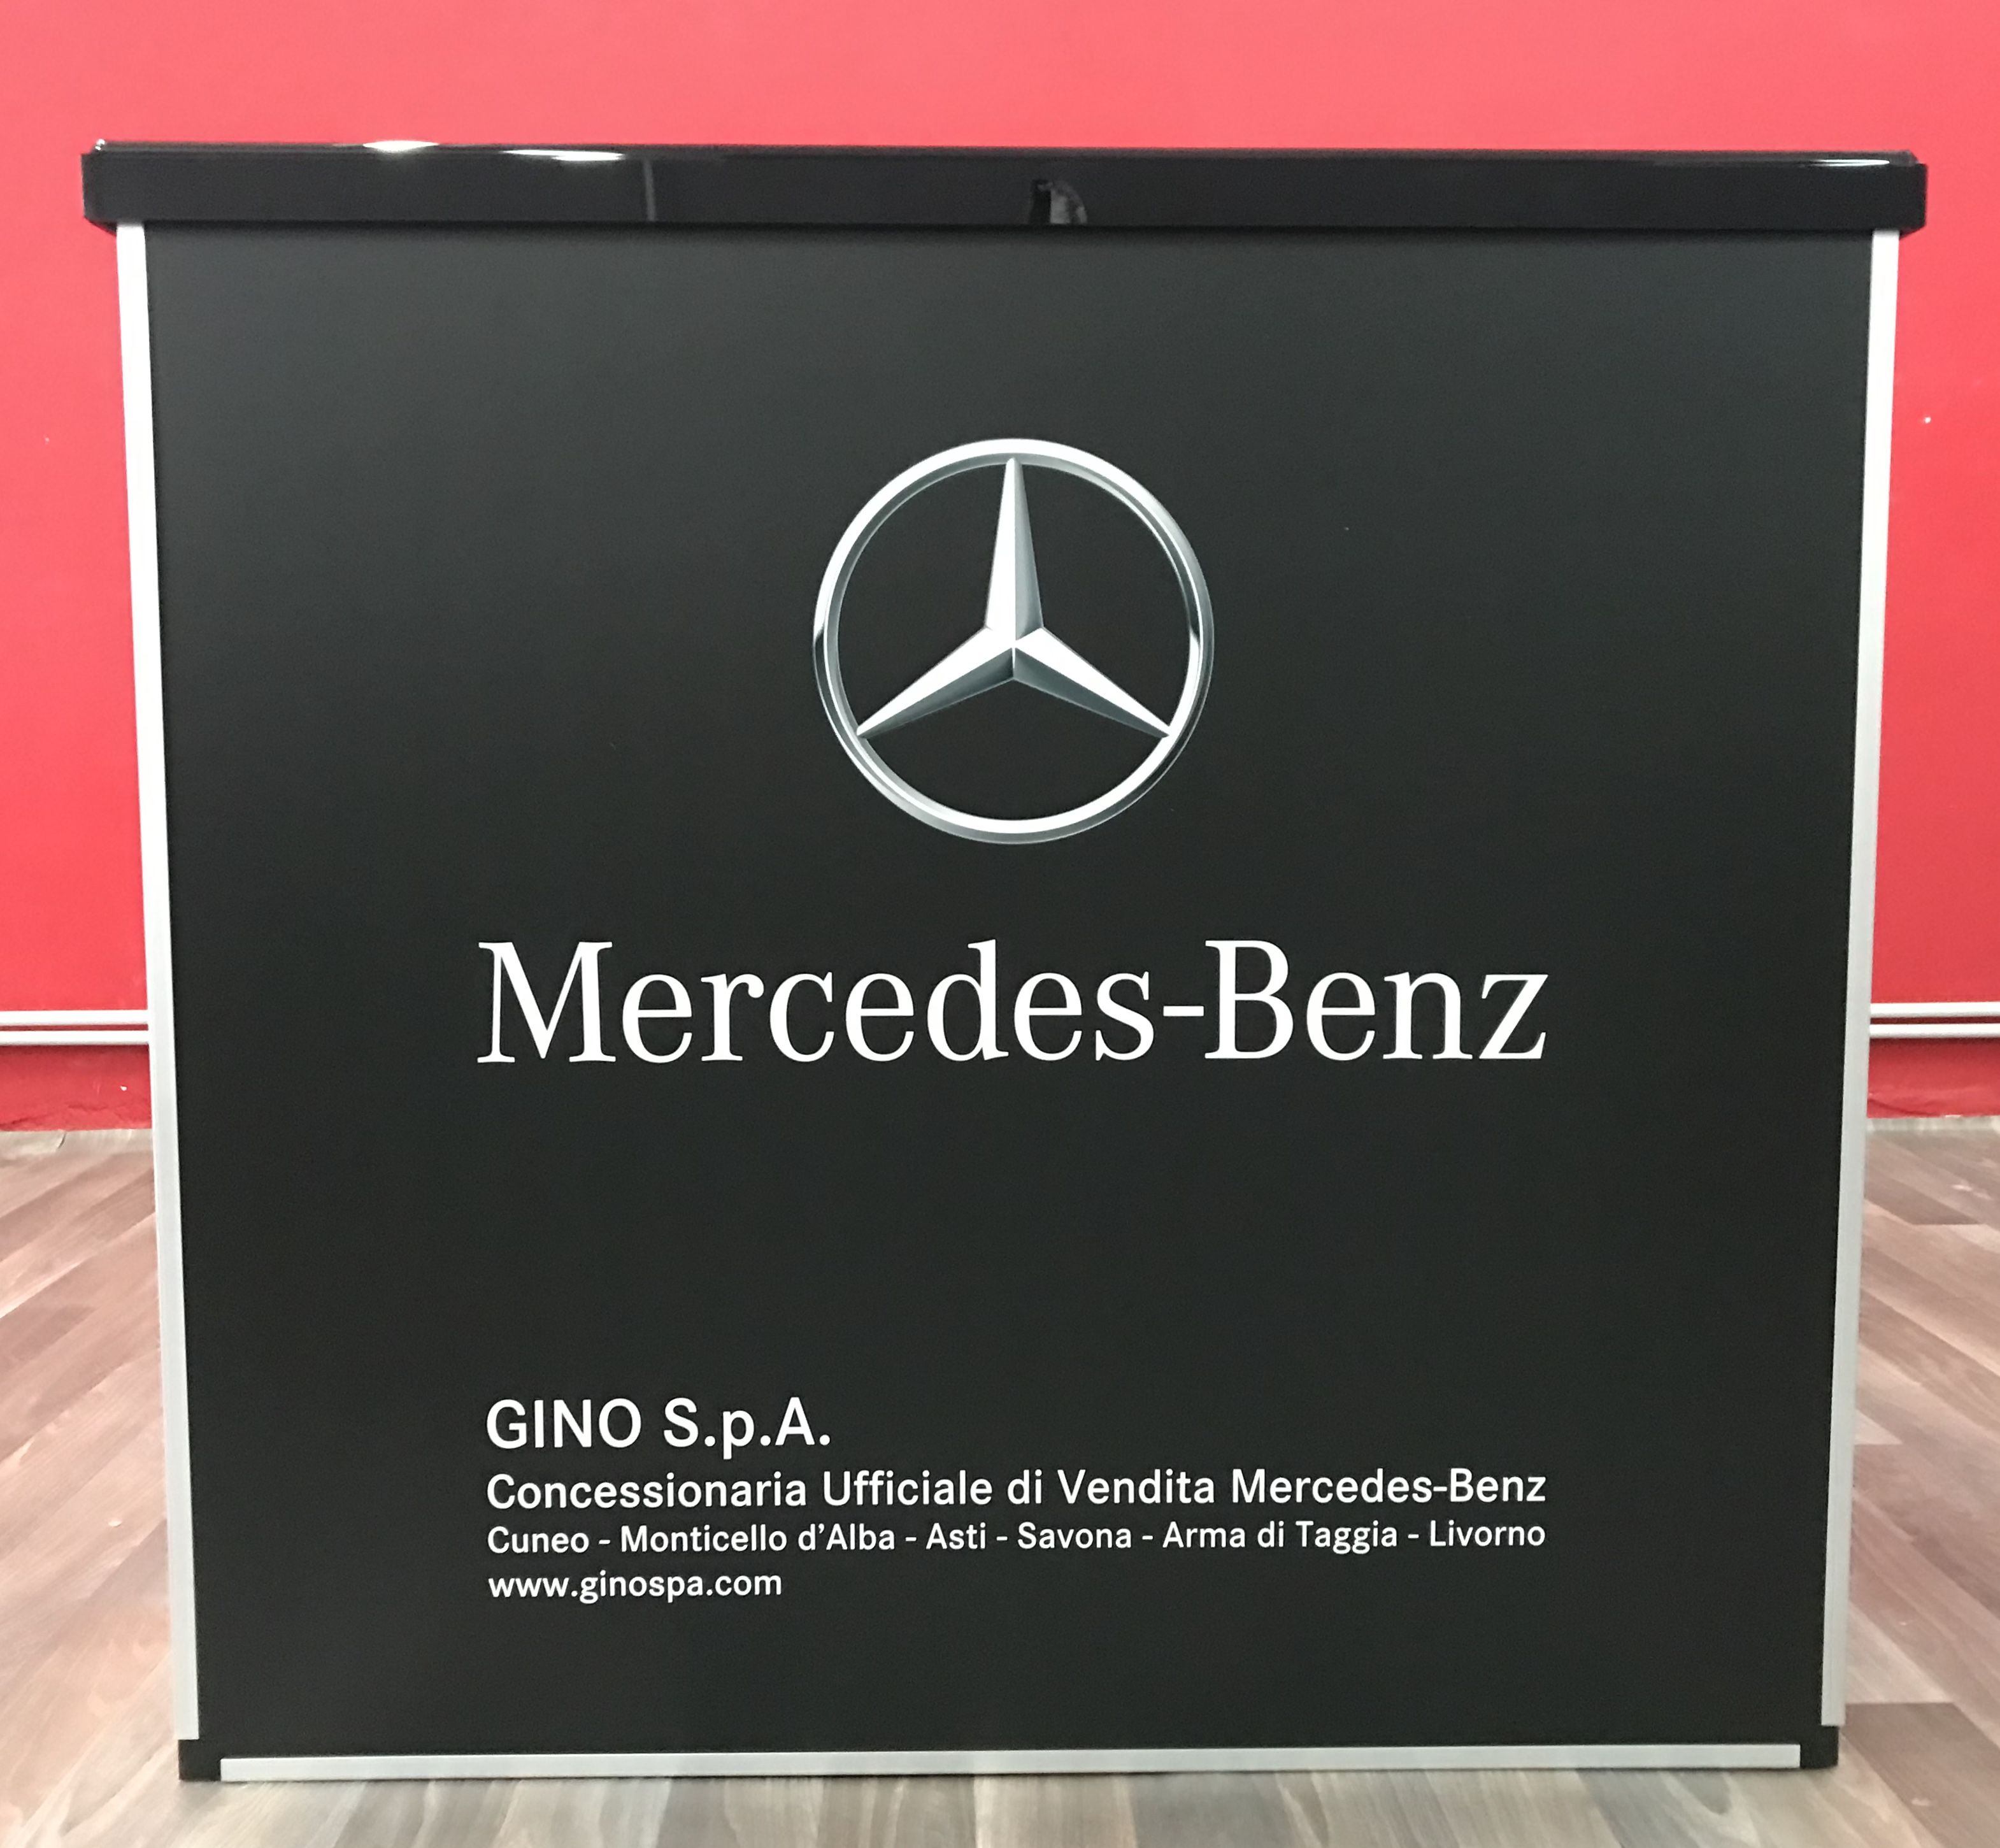 Mercedes-Benz
GINO S.p.A.
Concessionaria Ufficiale di Vendita Mercedes-Benz
Cuneo - Monticello d’Alba - Asti - Savona - Arma di Taggia - Livorno
www.ginospa.com